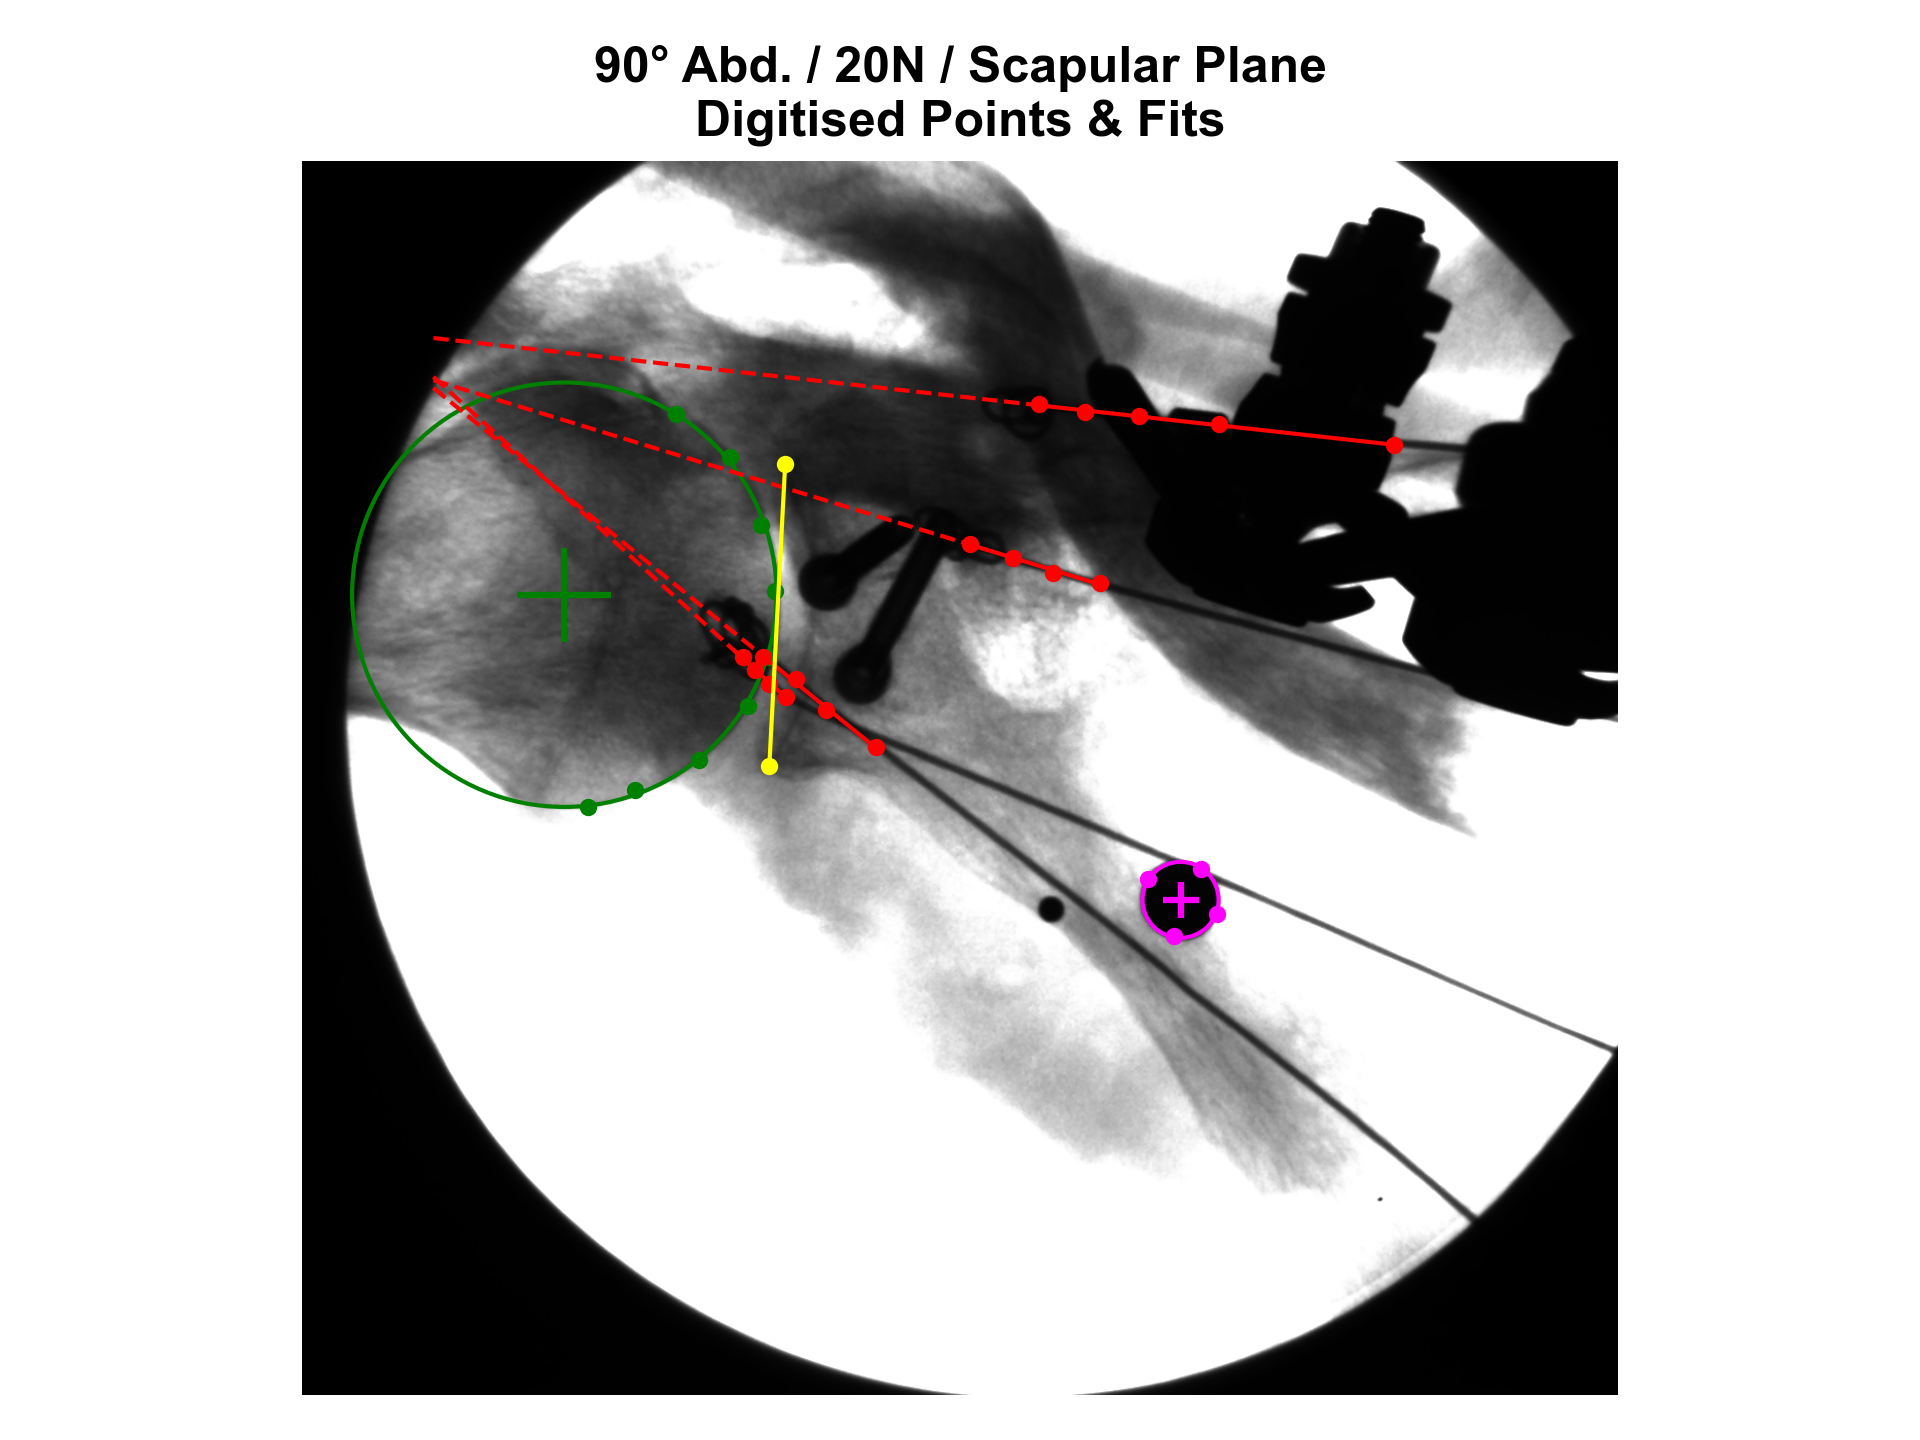 90° Abd. / 20N / Scapular Plane
Digitised Points & Fits